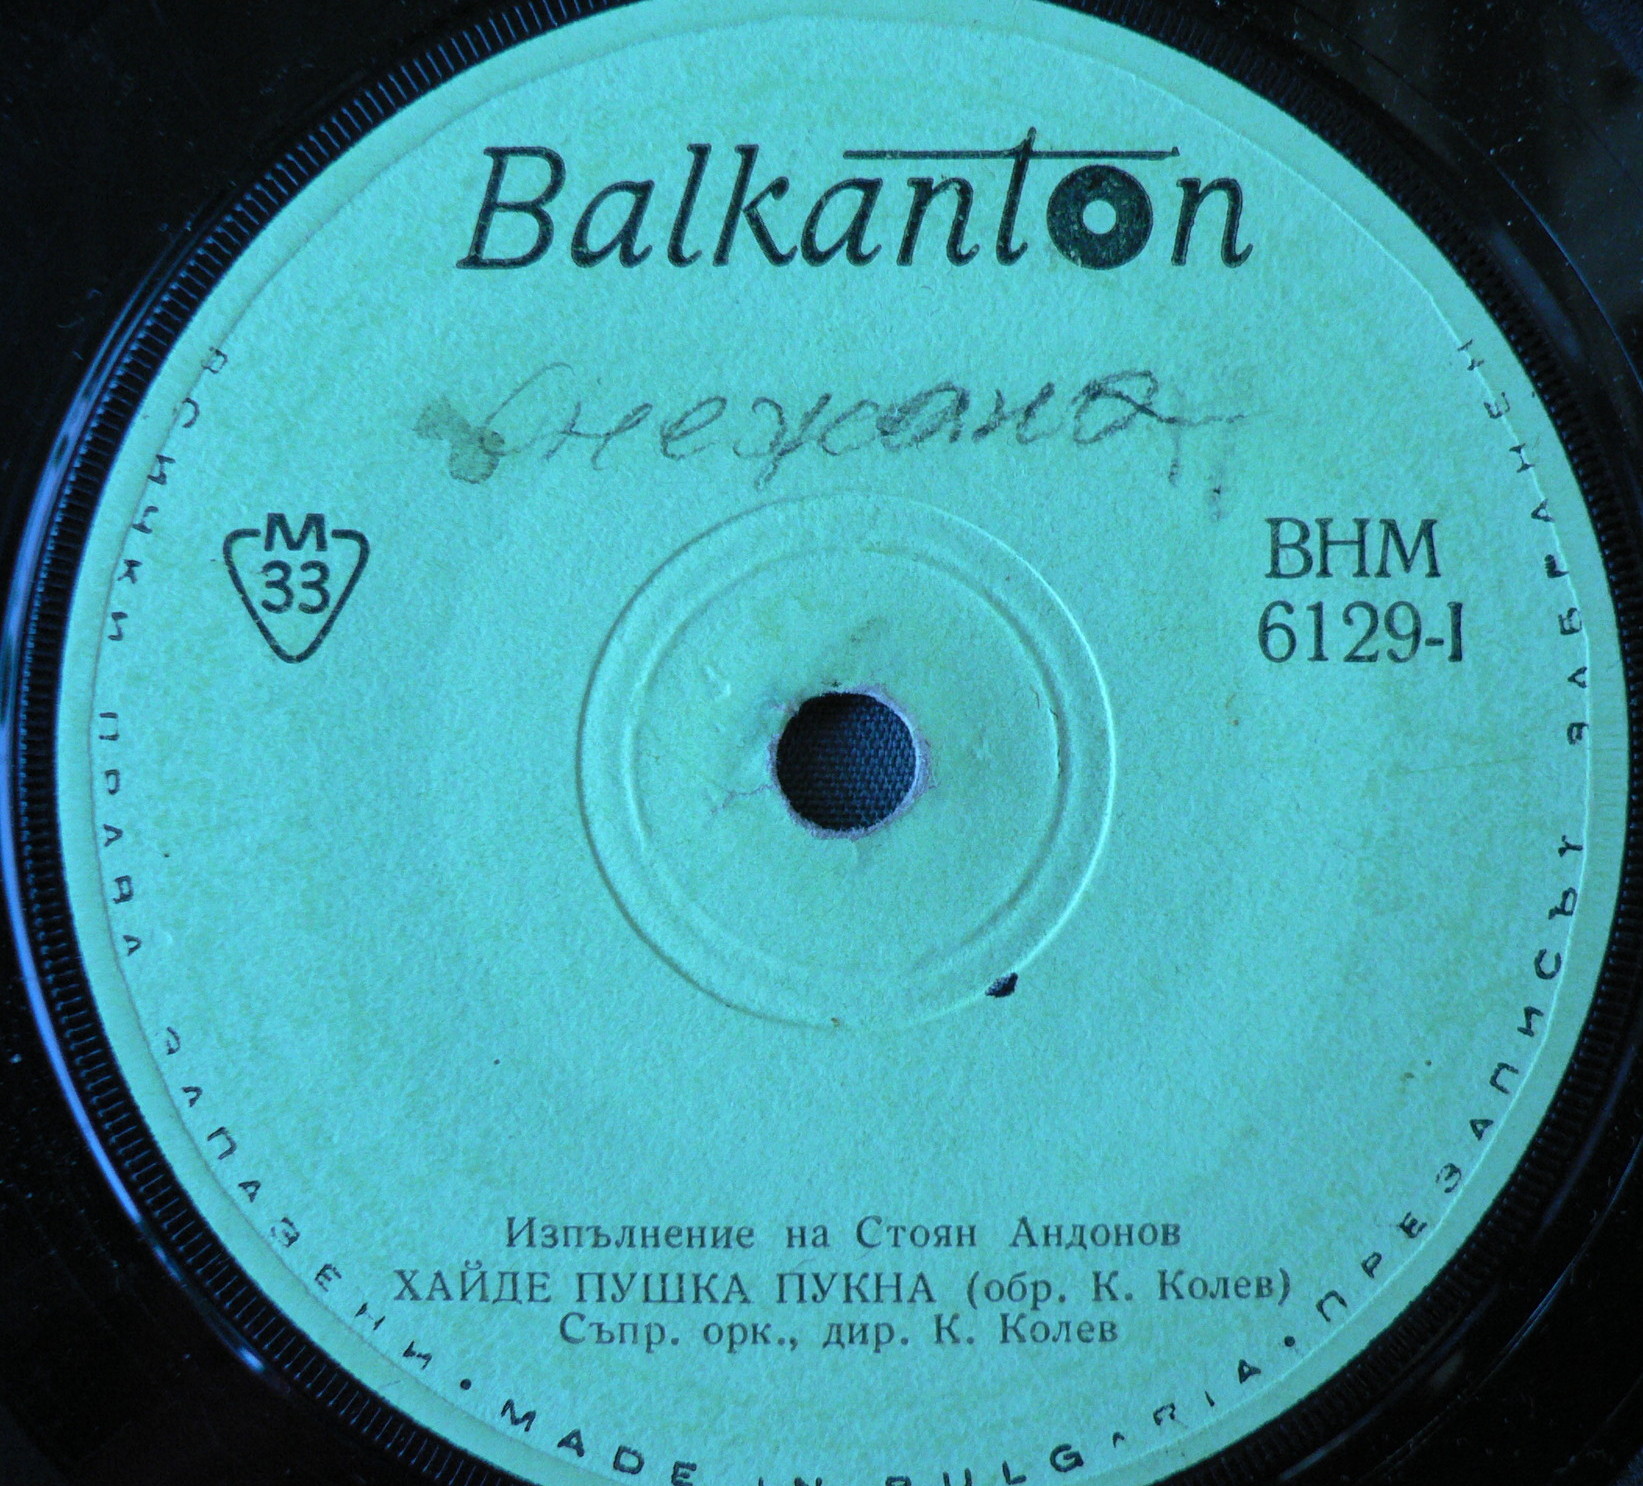 Balkanton
Снежана
M
33
ВНМ
6129-I
Изпълнение на Стоян Андонов
ХАЙДЕ ПУШКА ПУКНА (обр. К. Колев)
Съпр. орк., дир. К. Колев
ВСИЧКИ ПРАВА ЗАПАЗЕНИ • MADE IN BULGARIA • ПРЕЗАПИСЪТ ЗАБРАНЕН